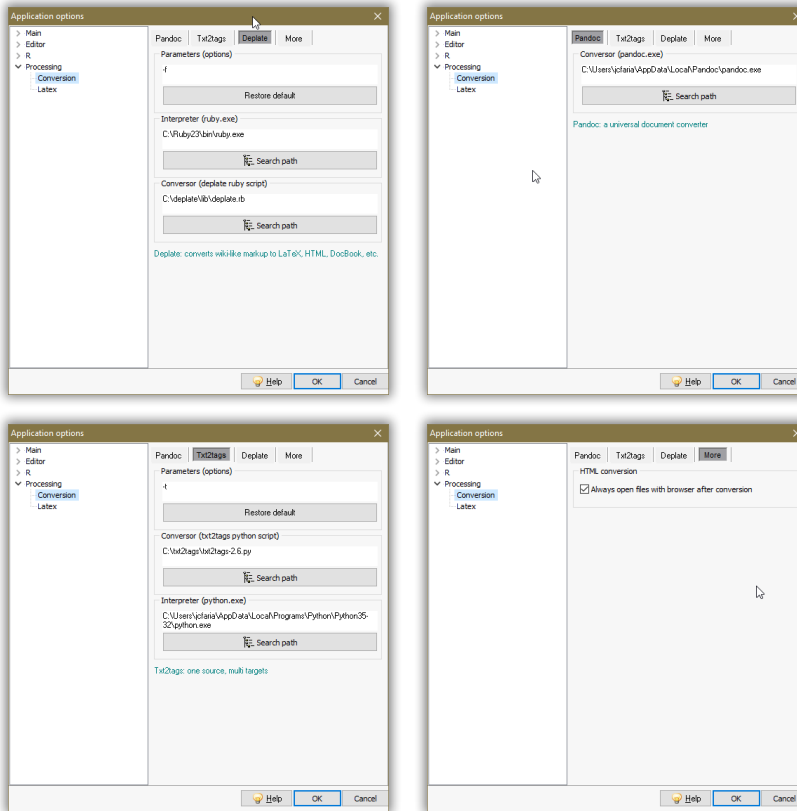 Application options
Main
Editor
R
Processing
Conversion
Latex
Pandoc Txt2tags Deplate More
Parameters (options)
-f
Restore default
Interpreter (ruby.exe)
C:\Ruby23\bin\ruby.exe
Search path
Conversor (deplate ruby script)
C:\deplate\lib\deplate.rb
Search path
Deplate: converts wiki-like markup to LaTeX, HTML, DocBook, etc.
Help OK Cancel
Application options
Main
Editor
R
Processing
Conversion
Latex
Pandoc Txt2tags Deplate More
Conversor (pandoc.exe)
C:\Users\jcfaria\AppData\Local\Pandoc\pandoc.exe
Search path
Pandoc: a universal document converter
Help OK Cancel
Application options
Main
Editor
R
Processing
Conversion
Latex
Pandoc Txt2tags Deplate More
Parameters (options)
-t
Restore default
Conversor (txt2tags python script)
C:\txt2tags\txt2tags-2.6.py
Search path
Interpreter (python.exe)
C:\Users\jcfaria\AppData\Local\Programs\Python\Python35-
32\python.exe
Search path
Txt2tags: one source, multi targets
Help OK Cancel
Application options
Main
Editor
R
Processing
Conversion
Latex
Pandoc Txt2tags Deplate More
HTML conversion
Always open files with browser after conversion
Help OK Cancel